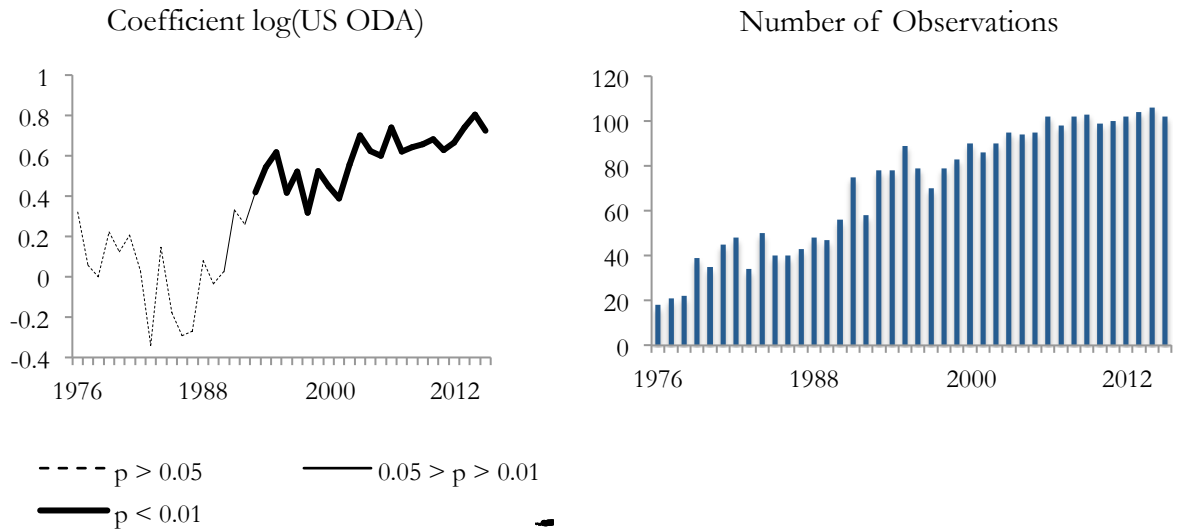 Coefficient log(US ODA)
1
0.8
0.6
0.4
0.2
0
-0.2
-0.4
1976 1988 2000 2012
p > 0.05
0.05 > p > 0.01
p < 0.01
Number of Observations
120
100
80
60
40
20
0
1976 1988 2000 2012